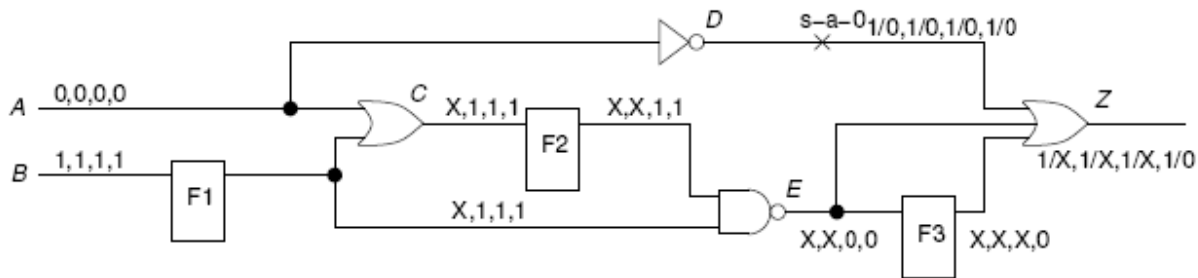 D
s-a-0
1/0,1/0,1/0,1/0
A
0,0,0,0
C
X,1,1,1
F2
X,X,1,1
Z
1/X,1/X,1/X,1/0
B
1,1,1,1
F1
X,1,1,1
E
X,X,0,0
F3
X,X,X,0